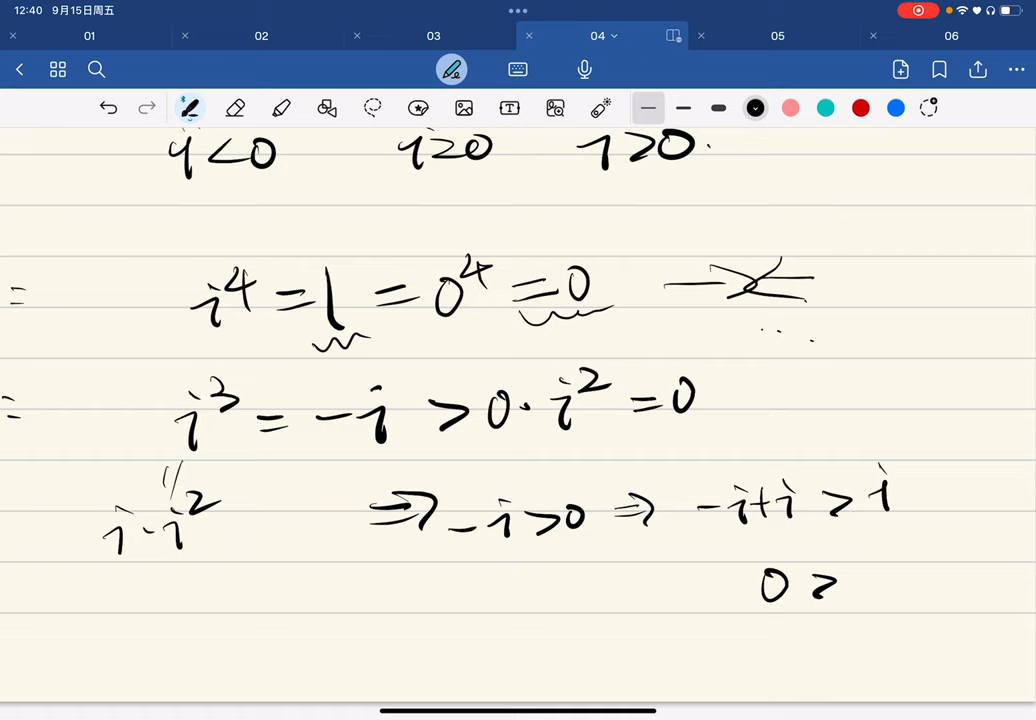 12:40 9月15日周五
01 02 03 04 05 06
i<0 i≥0 i>0.
= i⁴ = 1 = 0⁴ = 0
= i³ = -i > 0·i² = 0
i·i² ⇒ -i>0 ⇒ -i+i > i
0 >